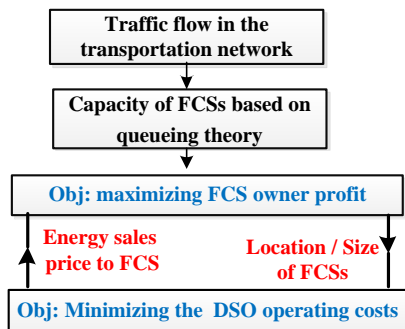 Traffic flow in the
transportation network
Capacity of FCSs based on
queueing theory
Obj: maximizing FCS owner profit
Energy sales
price to FCS
Location / Size
of FCSs
Obj: Minimizing the DSO operating costs